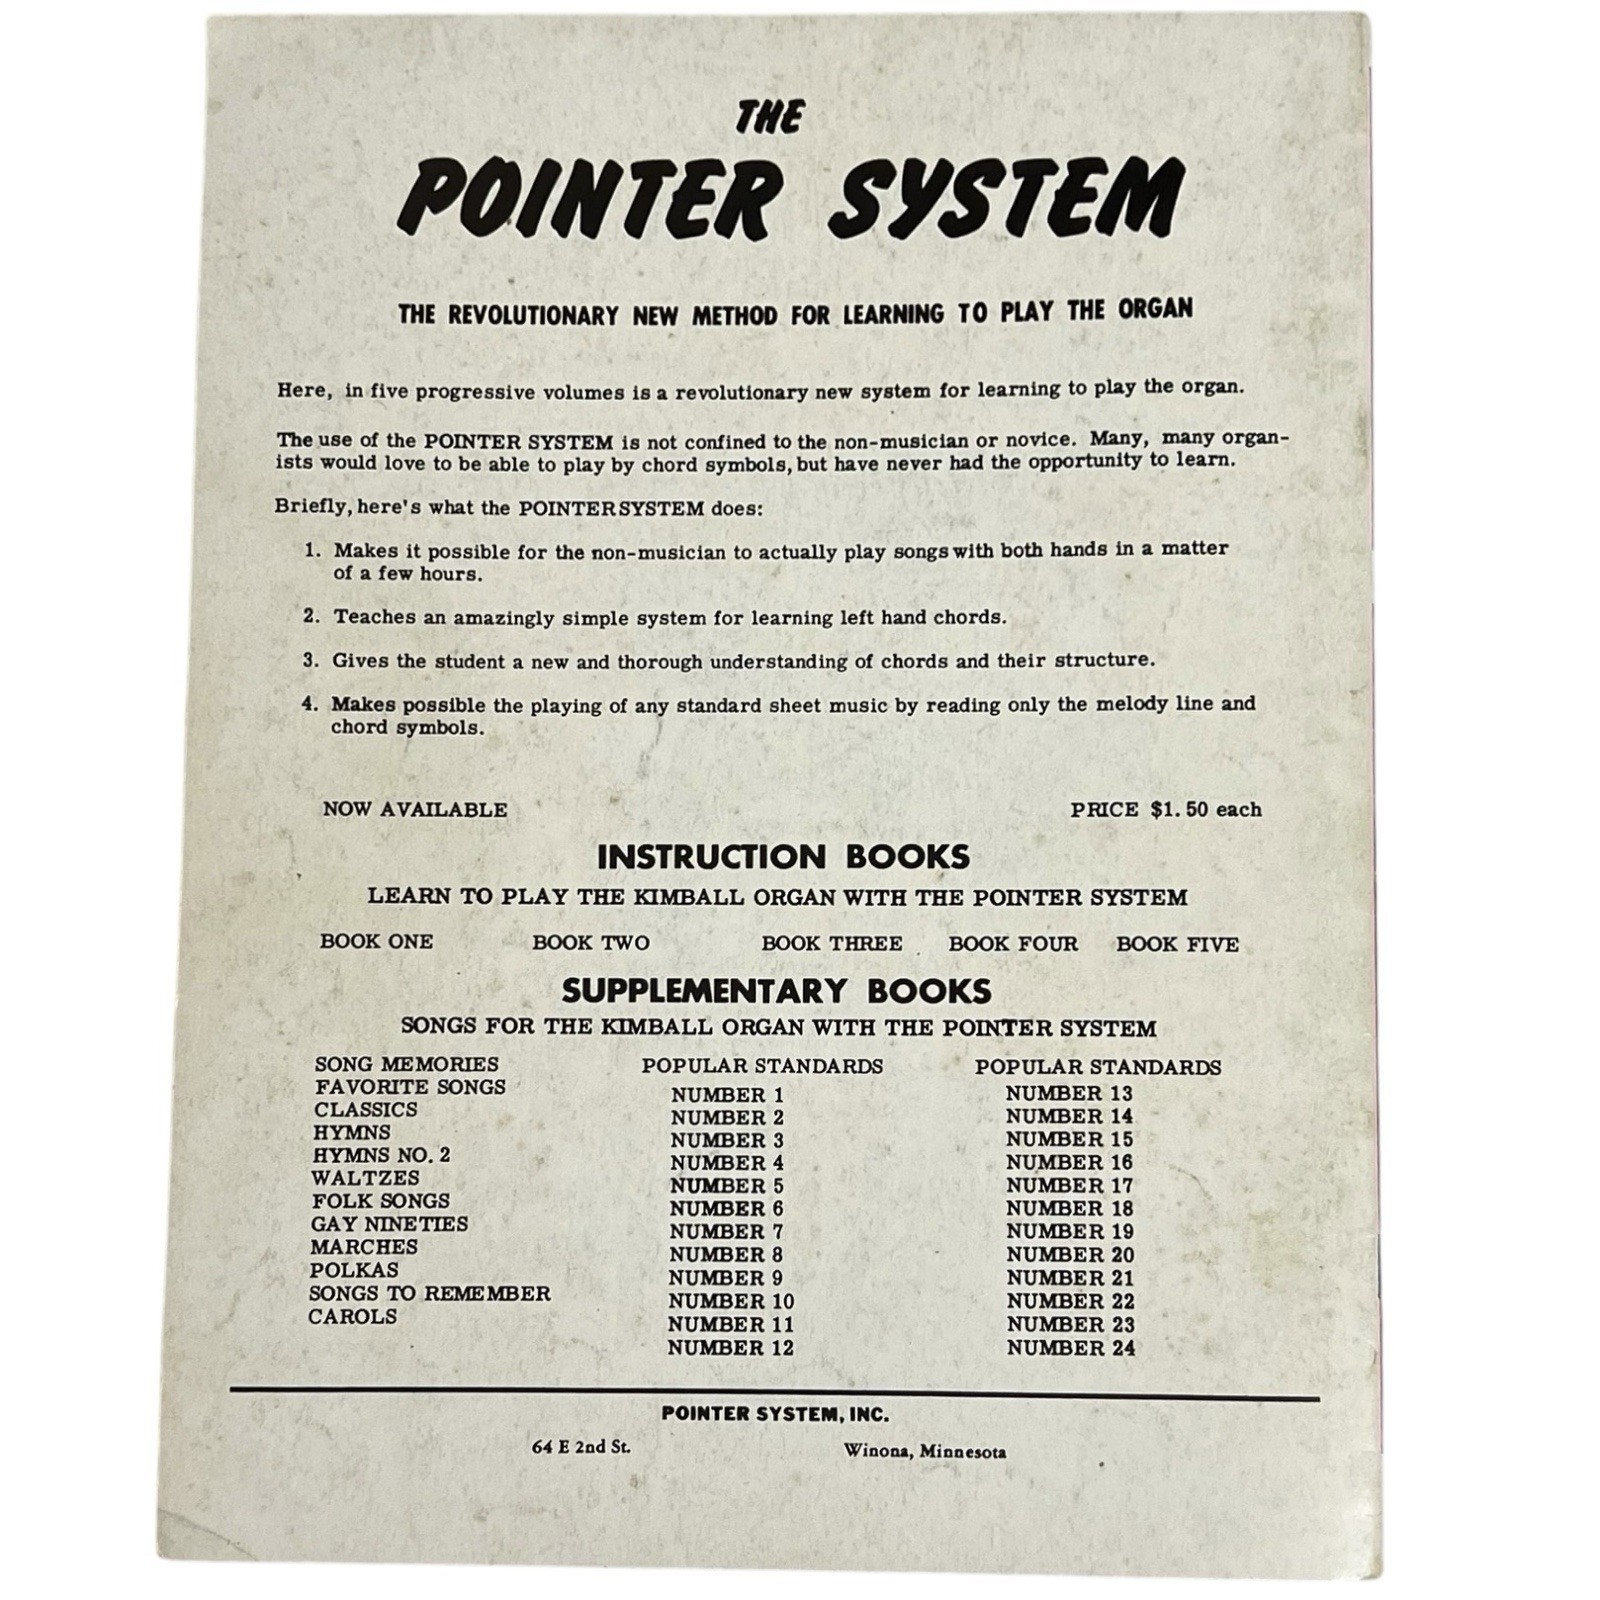 THE
POINTER SYSTEM
THE REVOLUTIONARY NEW METHOD FOR LEARNING TO PLAY THE ORGAN
Here, in five progressive volumes is a revolutionary new system for learning to play the organ.
The use of the POINTER SYSTEM is not confined to the non-musician or novice. Many, many organ-
ists would love to be able to play by chord symbols, but have never had the opportunity to learn.
Briefly, here's what the POINTER SYSTEM does:
1. Makes it possible for the non-musician to actually play songs with both hands in a matter
of a few hours.
2. Teaches an amazingly simple system for learning left hand chords.
3. Gives the student a new and thorough understanding of chords and their structure.
4. Makes possible the playing of any standard sheet music by reading only the melody line and
chord symbols.
NOW AVAILABLE PRICE $1.50 each
INSTRUCTION BOOKS
LEARN TO PLAY THE KIMBALL ORGAN WITH THE POINTER SYSTEM
BOOK ONE BOOK TWO BOOK THREE BOOK FOUR BOOK FIVE
SUPPLEMENTARY BOOKS
SONGS FOR THE KIMBALL ORGAN WITH THE POINTER SYSTEM
SONG MEMORIES
FAVORITE SONGS
CLASSICS
HYMNS
HYMNS NO. 2
WALTZES
FOLK SONGS
GAY NINETIES
MARCHES
POLKAS
SONGS TO REMEMBER
CAROLS
POPULAR STANDARDS
NUMBER 1
NUMBER 2
NUMBER 3
NUMBER 4
NUMBER 5
NUMBER 6
NUMBER 7
NUMBER 8
NUMBER 9
NUMBER 10
NUMBER 11
NUMBER 12
POPULAR STANDARDS
NUMBER 13
NUMBER 14
NUMBER 15
NUMBER 16
NUMBER 17
NUMBER 18
NUMBER 19
NUMBER 20
NUMBER 21
NUMBER 22
NUMBER 23
NUMBER 24
POINTER SYSTEM, INC.
64 E 2nd St. Winona, Minnesota